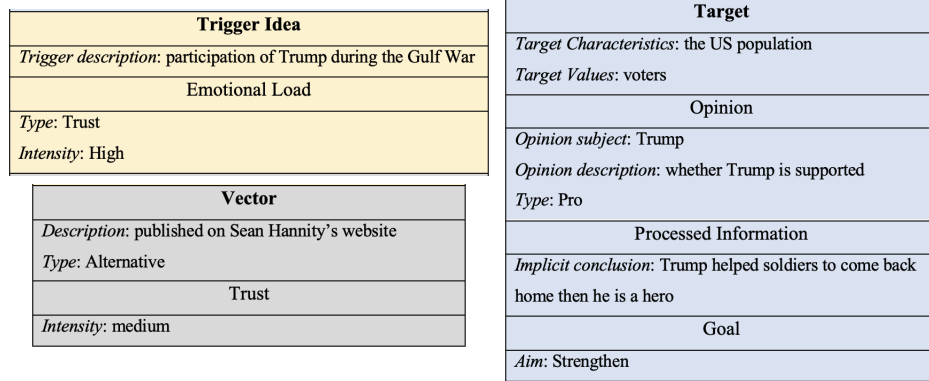 Trigger Idea
Trigger description: participation of Trump during the Gulf War
Emotional Load
Type: Trust
Intensity: High
Vector
Description: published on Sean Hannity's website
Type: Alternative
Trust
Intensity: medium
Target
Target Characteristics: the US population
Target Values: voters
Opinion
Opinion subject: Trump
Opinion description: whether Trump is supported
Type: Pro
Processed Information
Implicit conclusion: Trump helped soldiers to come back
home then he is a hero
Goal
Aim: Strengthen